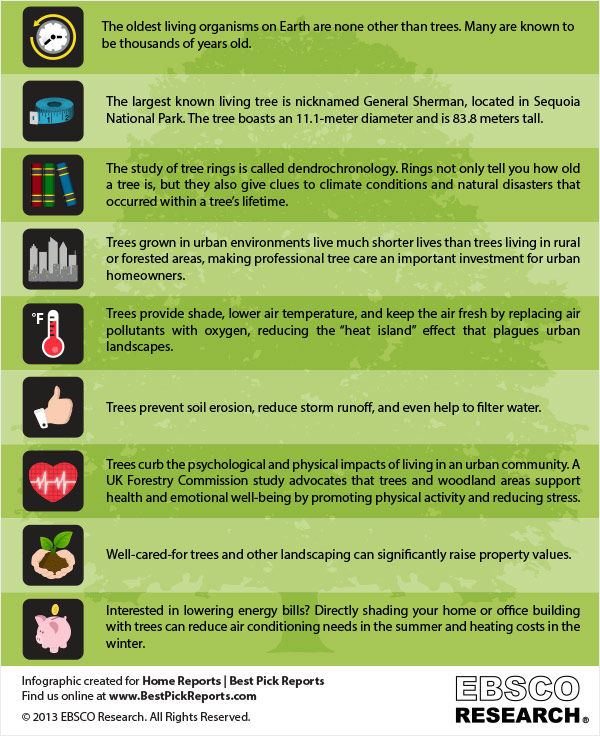 The oldest living organisms on Earth are none other than trees. Many are known to
be thousands of years old.
The largest known living tree is nicknamed General Sherman, located in Sequoia
National Park. The tree boasts an 11.1-meter diameter and is 83.8 meters tall.
The study of tree rings is called dendrochronology. Rings not only tell you how old
a tree is, but they also give clues to climate conditions and natural disasters that
occurred within a tree's lifetime.
Trees grown in urban environments live much shorter lives than trees living in rural
or forested areas, making professional tree care an important investment for urban
homeowners.
°F
Trees provide shade, lower air temperature, and keep the air fresh by replacing air
pollutants with oxygen, reducing the "heat island" effect that plagues urban
landscapes.
Trees prevent soil erosion, reduce storm runoff, and even help to filter water.
Trees curb the psychological and physical impacts of living in an urban community. A
UK Forestry Commission study advocates that trees and woodland areas support
health and emotional well-being by promoting physical activity and reducing stress.
Well-cared-for trees and other landscaping can significantly raise property values.
Interested in lowering energy bills? Directly shading your home or office building
with trees can reduce air conditioning needs in the summer and heating costs in the
winter.
Infographic created for Home Reports | Best Pick Reports
Find us online at www.BestPickReports.com
© 2013 EBSCO Research. All Rights Reserved.
EBSCO
RESEARCH®